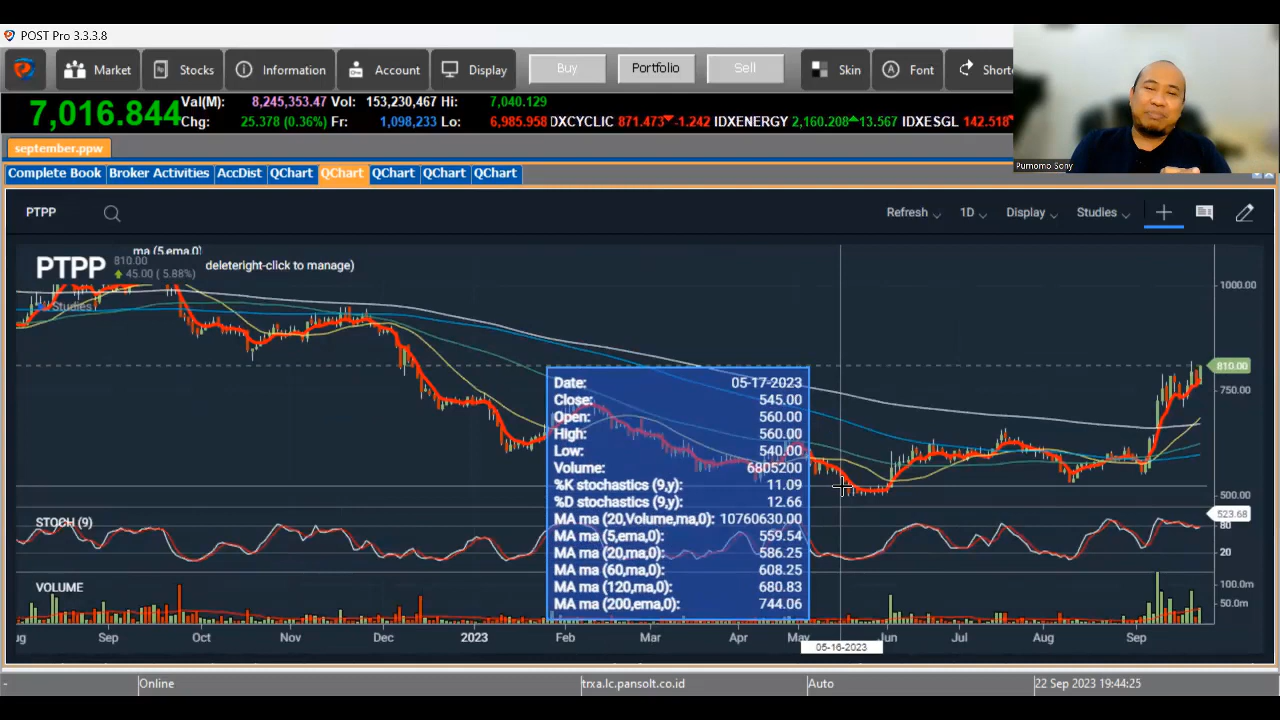 POST Pro 3.3.3.8
Market Stocks Information Account Display Buy Portfolio Sell Skin Font Short
7,016.844 Val(M): 8,245,353.47 Vol: 153,230,467 Hi: 7,040.129
Chg: 25.378 (0.36%) Fr: 1,098,233 Lo: 6,985.958 DXCYCLIC 871.473 -1.242 IDXENERGY 2,160.208 13.567 IDXESGL 142.518
Purnomo Sony
september.ppw
Complete Book Broker Activities AccDist QChart QChart QChart QChart QChart
PTPP Refresh 1D Display Studies
ma (5,ema,0)
PTPP 810.00
45.00 ( 5.88%)
deleteright-click to manage)
Studies
1000.00
810.00
750.00
500.00
523.68
Date: 05-17-2023
Close: 545.00
Open: 560.00
High: 560.00
Low: 540.00
Volume: 6805200
%K stochastics (9,y): 11.09
%D stochastics (9,y): 12.66
MA ma (20,Volume,ma,0): 10760630.00
MA ma (5,ema,0): 559.54
MA ma (20,ma,0): 586.25
MA ma (60,ma,0): 608.25
MA ma (120,ma,0): 680.83
MA ma (200,ema,0): 744.06
STOCH (9)
80
20
VOLUME
100.0m
50.0m
ug Sep Oct Nov Dec 2023 Feb Mar Apr May Jun Jul Aug Sep
05-16-2023
- Online trxa.lc.pansolt.co.id Auto 22 Sep 2023 19:44:25